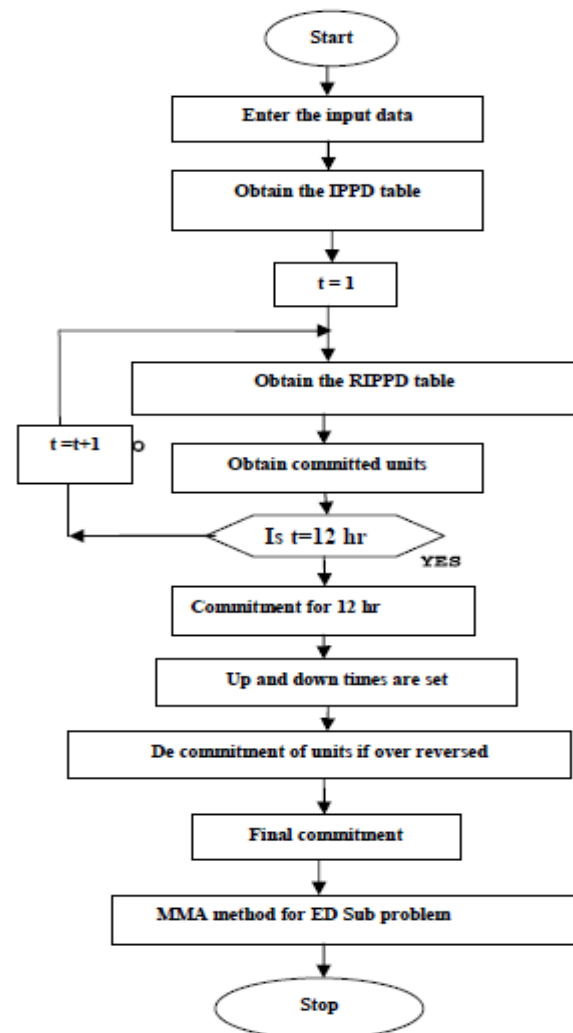 Start
Enter the input data
Obtain the IPPD table
t = 1
Obtain the RIPPD table
t =t+1
o
Obtain committed units
Is t=12 hr
YES
Commitment for 12 hr
Up and down times are set
De commitment of units if over reversed
Final commitment
MMA method for ED Sub problem
Stop